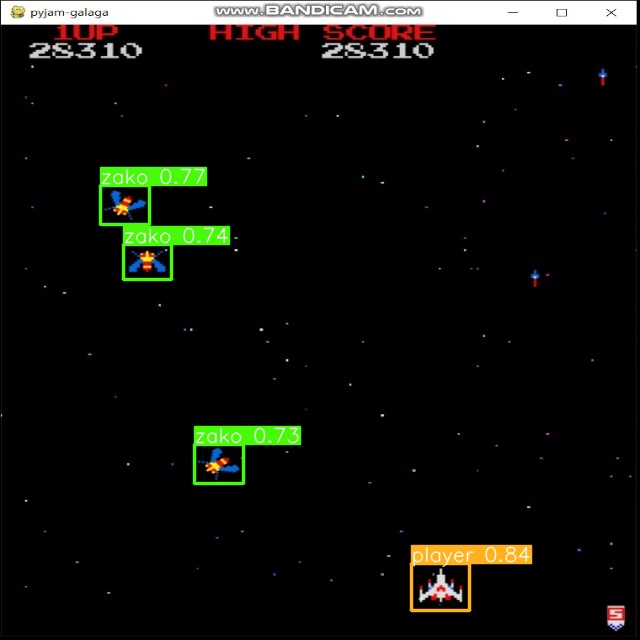 pyjam-galaga
www.BANDICAM.com
1UP HIGH SCORE
28310 28310
zako 0.77
zako 0.74
zako 0.73
player 0.84
5